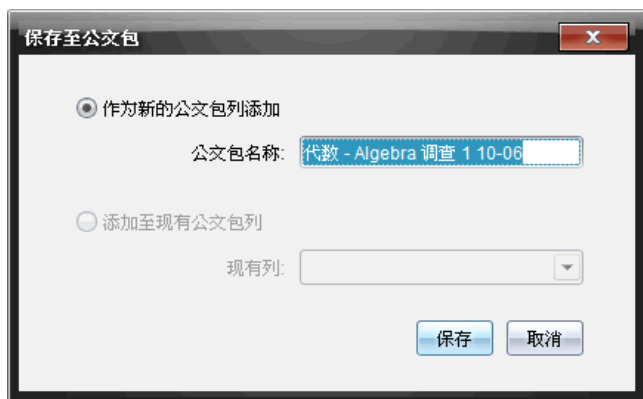 保存至公文包
作为新的公文包列添加
公文包名称: 代数 - Algebra 调查 1 10-06
添加至现有公文包列
现有列:
保存 取消